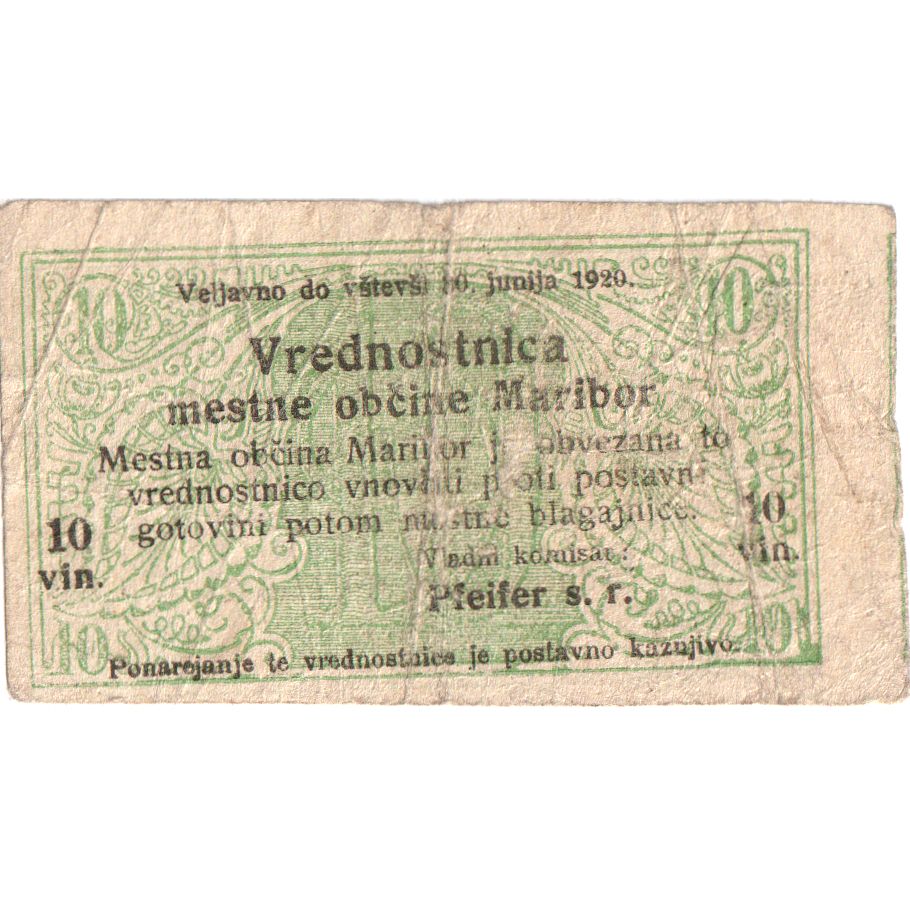 10 10
Veljavno do vštevši 30. junija 1920.
Vrednostnica
mestne občine Maribor
Mestna občina Maribor je obvezana to
vrednostnico vnovčiti proti postavni
gotovini potom mestne blagajnice.
10 vin. 10 vin.
Vladni komisar:
Pfeifer s. r.
10 10
Ponarejanje te vrednostnice je postavno kaznjivo.